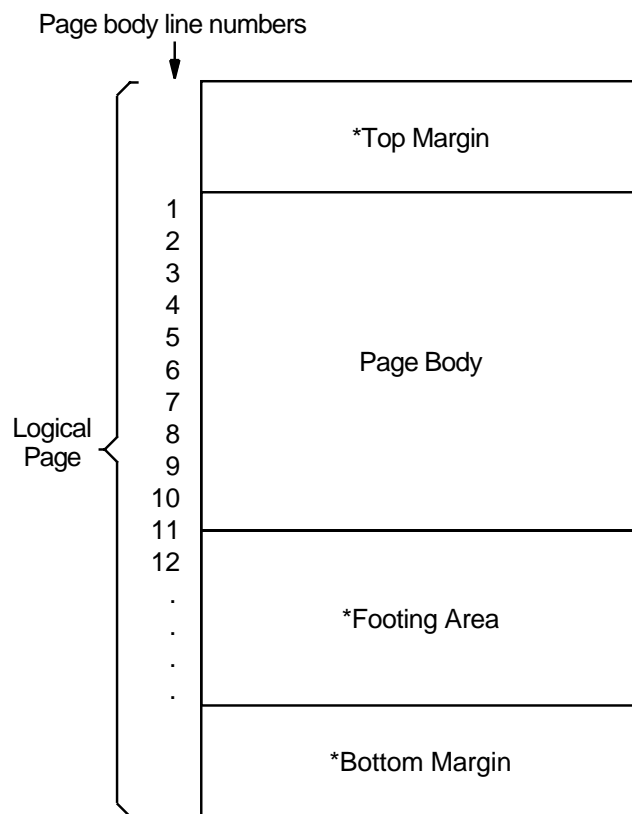 Page body line numbers
*Top Margin
1
2
3
4
5
Page Body
6
7
Logical
Page
8
9
10
11
12
.
*Footing Area
.
.
.
*Bottom Margin